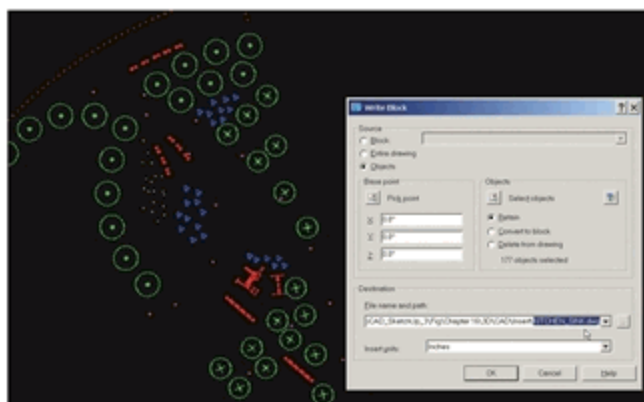 Write Block
Source
Block
Entire drawing
Objects
Base point
Pick point
X: 0.0"
Y: 0.0"
Z: 0.0"
Objects
Select objects
Retain
Convert to block
Delete from drawing
177 objects selected
Destination
File name and path:
KITCHEN_SINK.dwg
Insert units: Inches
OK Cancel Help